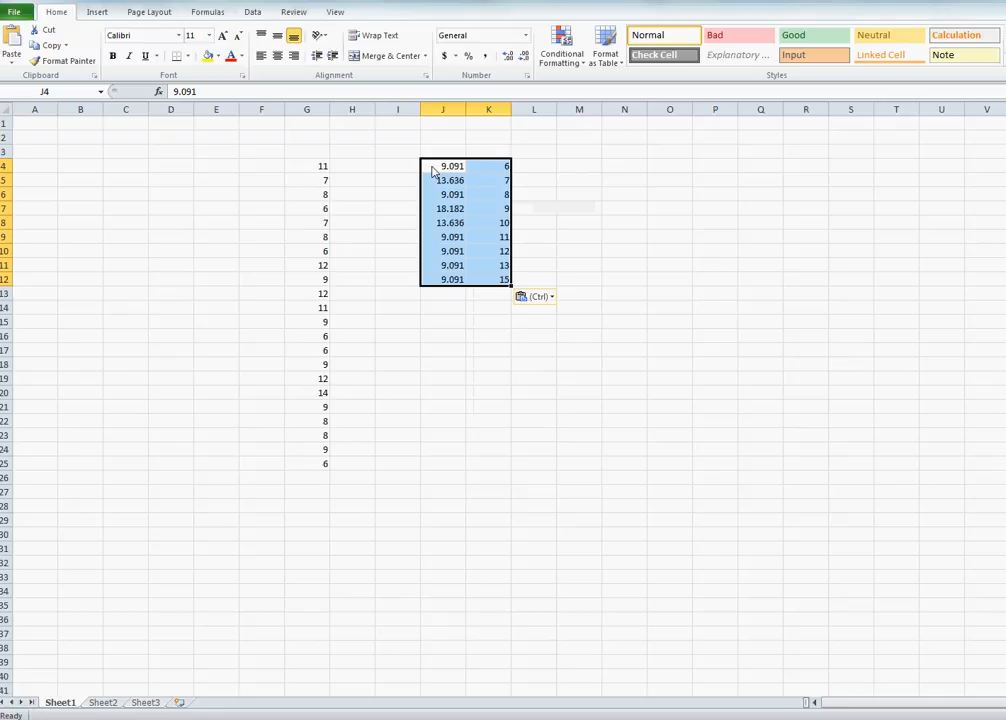 File Home Insert Page Layout Formulas Data Review View
Cut
Copy
Format Painter
Paste
Clipboard
Calibri 11 A A
B I U A
Font
Wrap Text
Merge & Center
Alignment
General
$ % , .0 .00 .00 .0
Number
Conditional Formatting
Format as Table
Normal Bad Good Neutral Calculation
Check Cell Explanatory ... Input Linked Cell Note
Styles
J4 fx 9.091
A B C D E F G H I J K L M N O P Q R S T U V
1
2
3
4 11 9.091 6
5 7 13.636 7
6 8 9.091 8
7 6 18.182 9
8 7 13.636 10
9 8 9.091 11
10 6 9.091 12
11 12 9.091 13
12 9 9.091 15
13 12 (Ctrl)
14 11
15 9
16 6
17 6
18 9
19 12
20 14
21 9
22 8
23 8
24 9
25 6
26
27
28
29
30
31
32
33
34
35
36
37
38
39
40
41
Sheet1 Sheet2 Sheet3
Ready